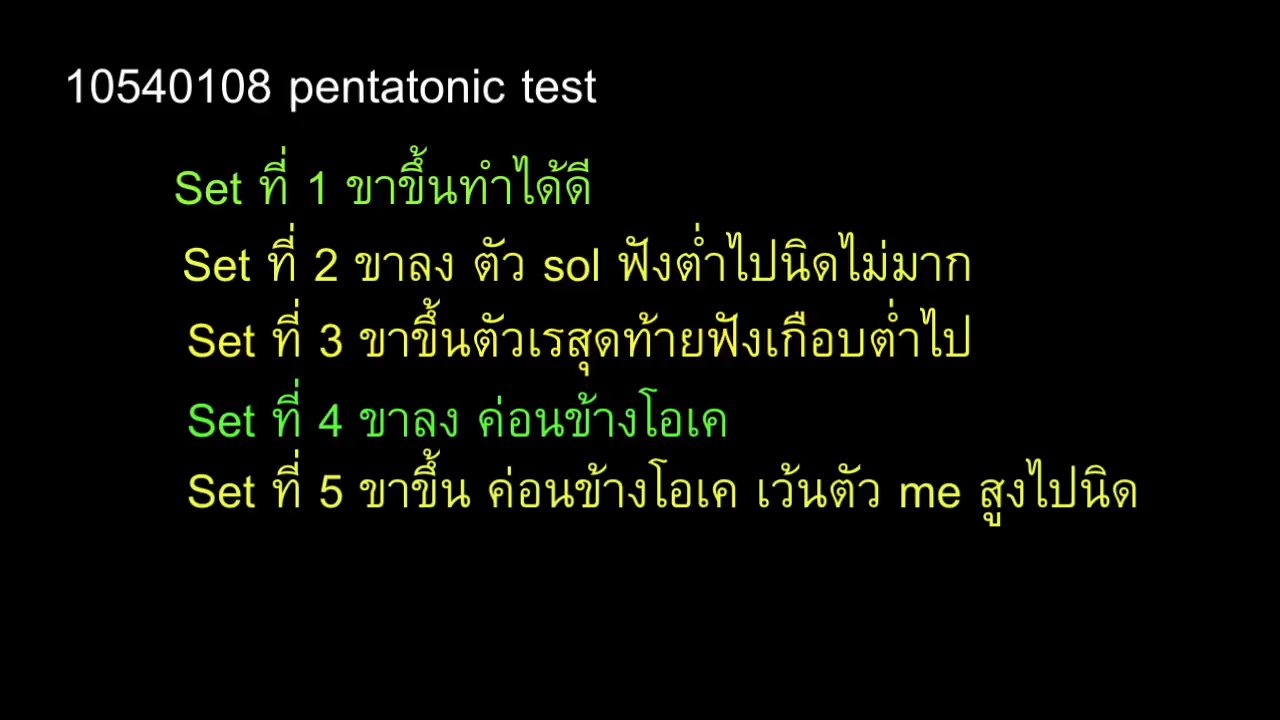 10540108 pentatonic test
Set ที่ 1 ขาขึ้นทำได้ดี
Set ที่ 2 ขาลง ตัว sol ฟังต่ำไปนิดไม่มาก
Set ที่ 3 ขาขึ้นตัวเรสุดท้ายฟังเกือบต่ำไป
Set ที่ 4 ขาลง ค่อนข้างโอเค
Set ที่ 5 ขาขึ้น ค่อนข้างโอเค เว้นตัว me สูงไปนิด